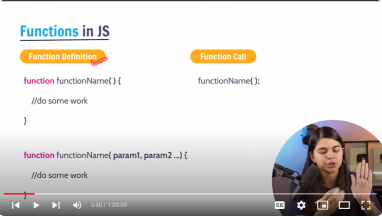 Functions in JS
Function Definition
Function Call
function functionName( ) {
functionName( );
//do some work
}
function functionName( param1, param2 ...) {
//do some work
}
5:40 / 1:09:09
CC